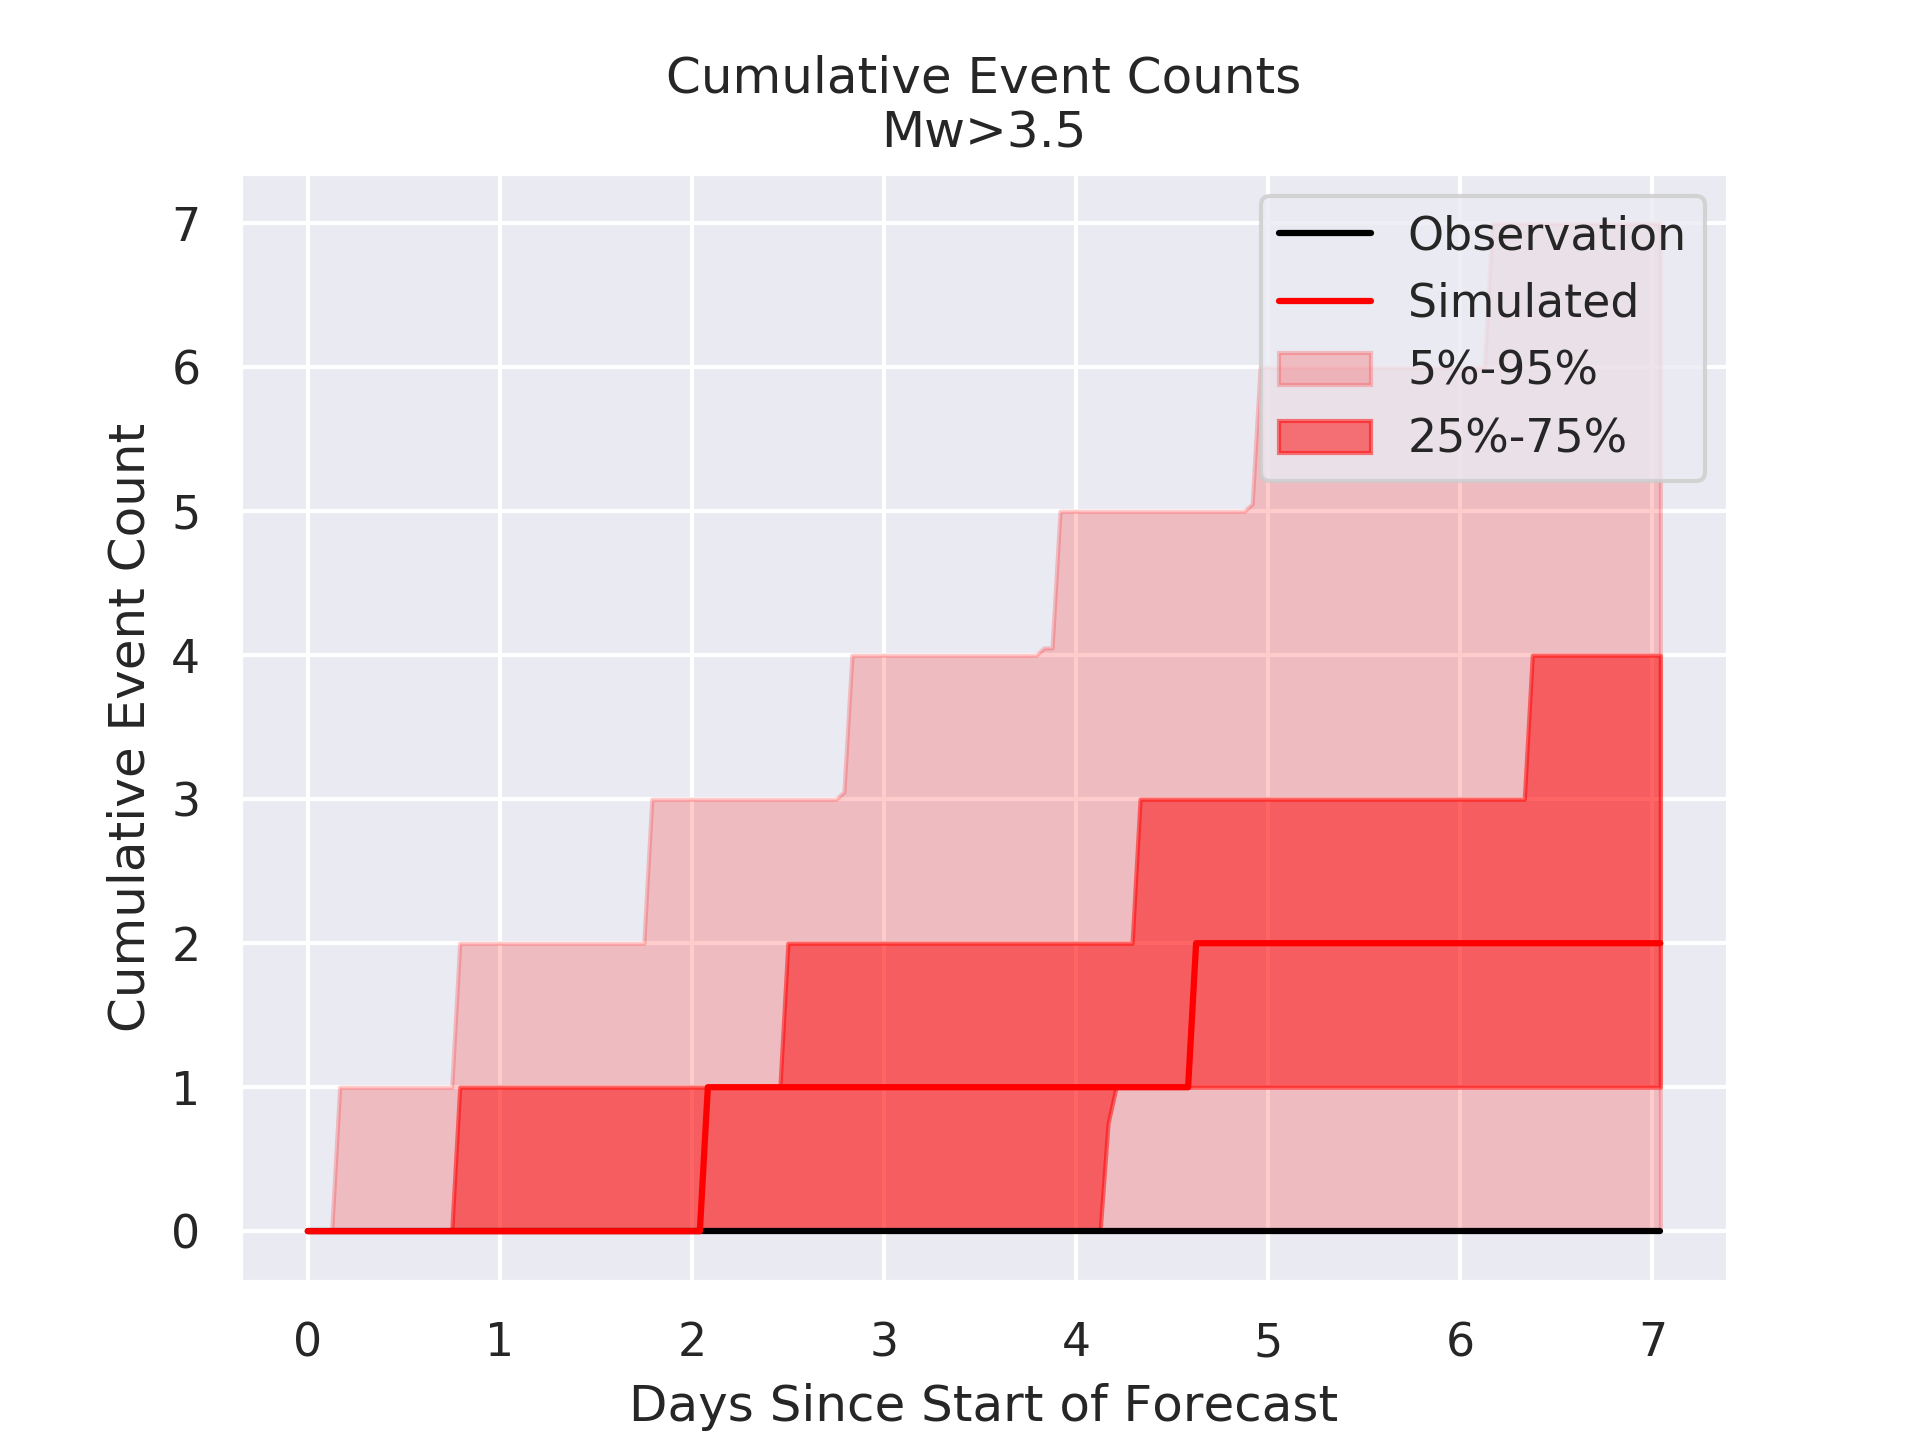 Cumulative Event Counts
Mw>3.5
Cumulative Event Count
7
6
5
4
3
2
1
0
Observation
Simulated
5%-95%
25%-75%
0 1 2 3 4 5 6 7
Days Since Start of Forecast